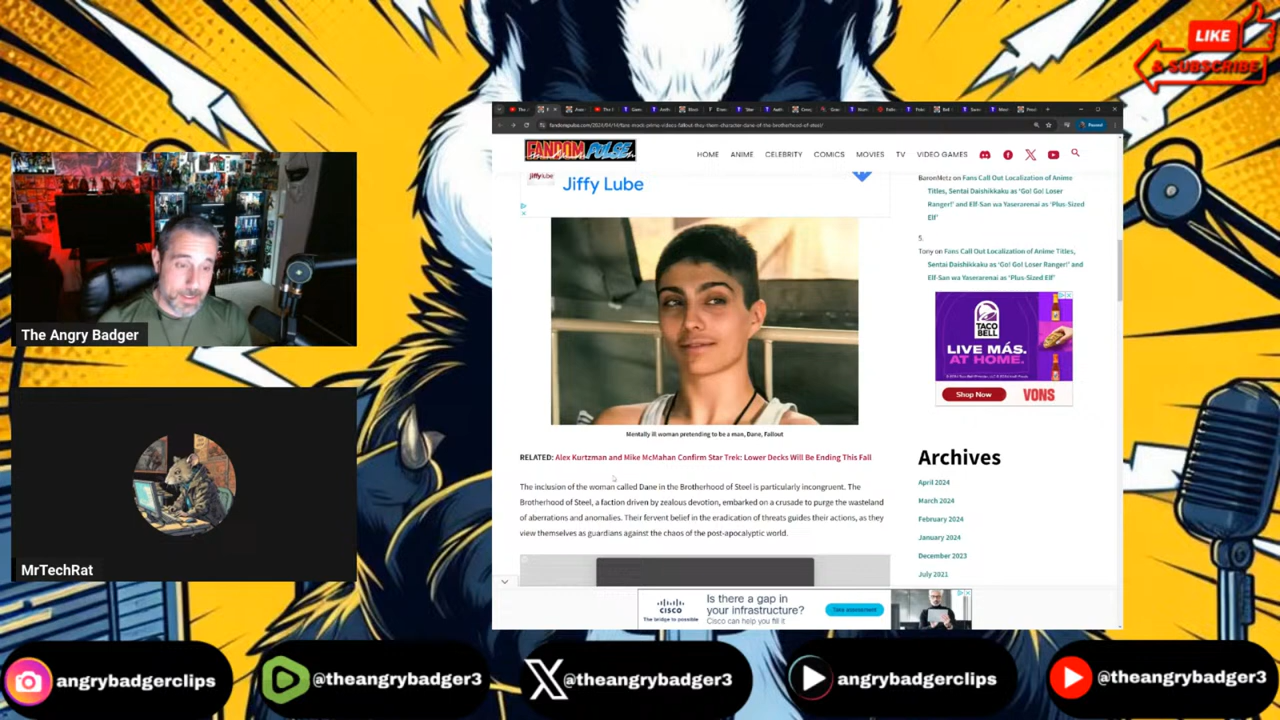 LIKE
& SUBSCRIBE
FANDOM PULSE
HOME ANIME CELEBRITY COMICS MOVIES TV VIDEO GAMES
jiffy lube
Jiffy Lube
BaronMetz on Fans Call Out Localization of Anime
Titles, Sentai Daishikkaku as 'Go! Go! Loser
Ranger!' and Elf-San wa Yaserarenai as 'Plus-Sized
Elf'
5.
Tony on Fans Call Out Localization of Anime Titles,
Sentai Daishikkaku as 'Go! Go! Loser Ranger!' and
Elf-San wa Yaserarenai as 'Plus-Sized Elf'
TACO
BELL
LIVE MÁS.
AT HOME.
Shop Now
VONS
The Angry Badger
Mentally ill woman pretending to be a man, Dane, Fallout
RELATED: Alex Kurtzman and Mike McMahan Confirm Star Trek: Lower Decks Will Be Ending This Fall
The inclusion of the woman called Dane in the Brotherhood of Steel is particularly incongruent. The
Brotherhood of Steel, a faction driven by zealous devotion, embarked on a crusade to purge the wasteland
of aberrations and anomalies. Their fervent belief in the eradication of threats guides their actions, as they
view themselves as guardians against the chaos of the post-apocalyptic world.
Archives
April 2024
March 2024
February 2024
January 2024
December 2023
July 2021
MrTechRat
CISCO
The bridge to possible
Is there a gap in
your infrastructure?
Cisco can help you fill it
angrybadgerclips
@theangrybadger3
@theangrybadger3
angrybadgerclips
@theangrybadger3